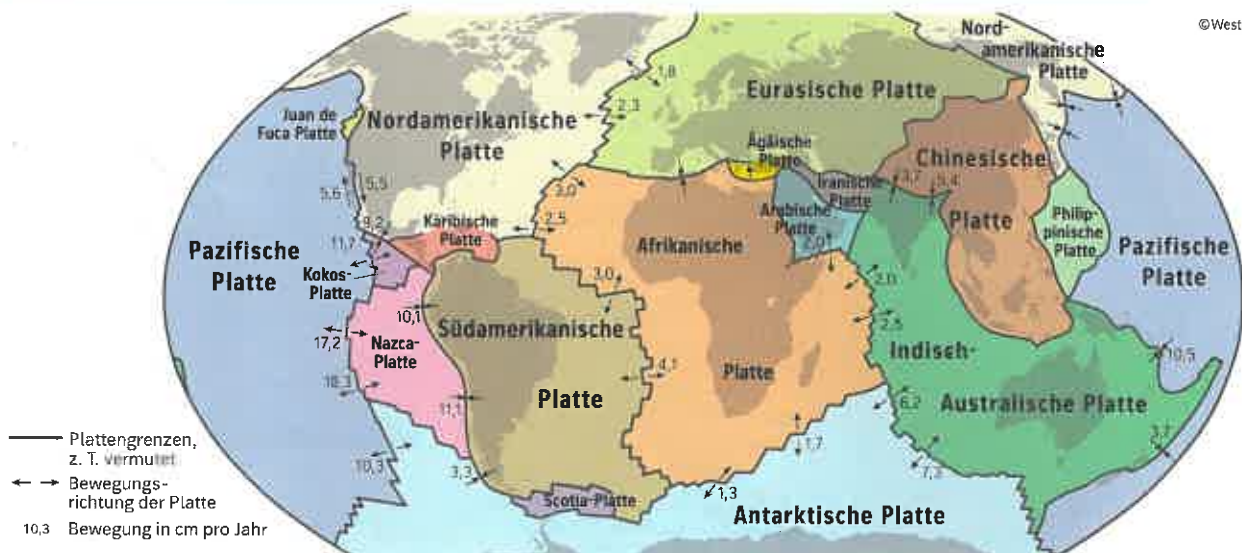 ©West
Nord-
amerikanische
Platte
1,8
Eurasische Platte
2,3
Juan de
Fuca Platte
Nordamerikanische
Platte
Ägäische
Platte
Chinesische
Platte
3,0
Iranische
Platte
3,7
5,4
5,6
5,5
Karibische
Platte
2,5
Arabische
Platte
Philip-
pinische
Platte
9,2
11,7
Afrikanische
Platte
2,0
Pazifische
Platte
Pazifische
Platte
Kokos-
Platte
3,0
2,0
10,1
Südamerikanische
Platte
2,5
17,2
Nazca-
Platte
Indisch-
Australische Platte
10,5
4,1
18,3
11,1
6,2
3,7
1,7
7,3
10,3
3,3
1,3
Scotia-Platte
Antarktische Platte
Plattengrenzen,
z. T. vermutet
Bewegungs-
richtung der Platte
10,3 Bewegung in cm pro Jahr